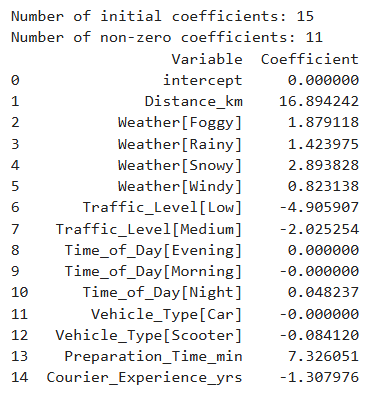 Number of initial coefficients: 15
Number of non-zero coefficients: 11
Variable Coefficient
0 intercept 0.000000
1 Distance_km 16.894242
2 Weather[Foggy] 1.879118
3 Weather[Rainy] 1.423975
4 Weather[Snowy] 2.893828
5 Weather[Windy] 0.823138
6 Traffic_Level[Low] -4.905907
7 Traffic_Level[Medium] -2.025254
8 Time_of_Day[Evening] 0.000000
9 Time_of_Day[Morning] -0.000000
10 Time_of_Day[Night] 0.048237
11 Vehicle_Type[Car] -0.000000
12 Vehicle_Type[Scooter] -0.084120
13 Preparation_Time_min 7.326051
14 Courier_Experience_yrs -1.307976